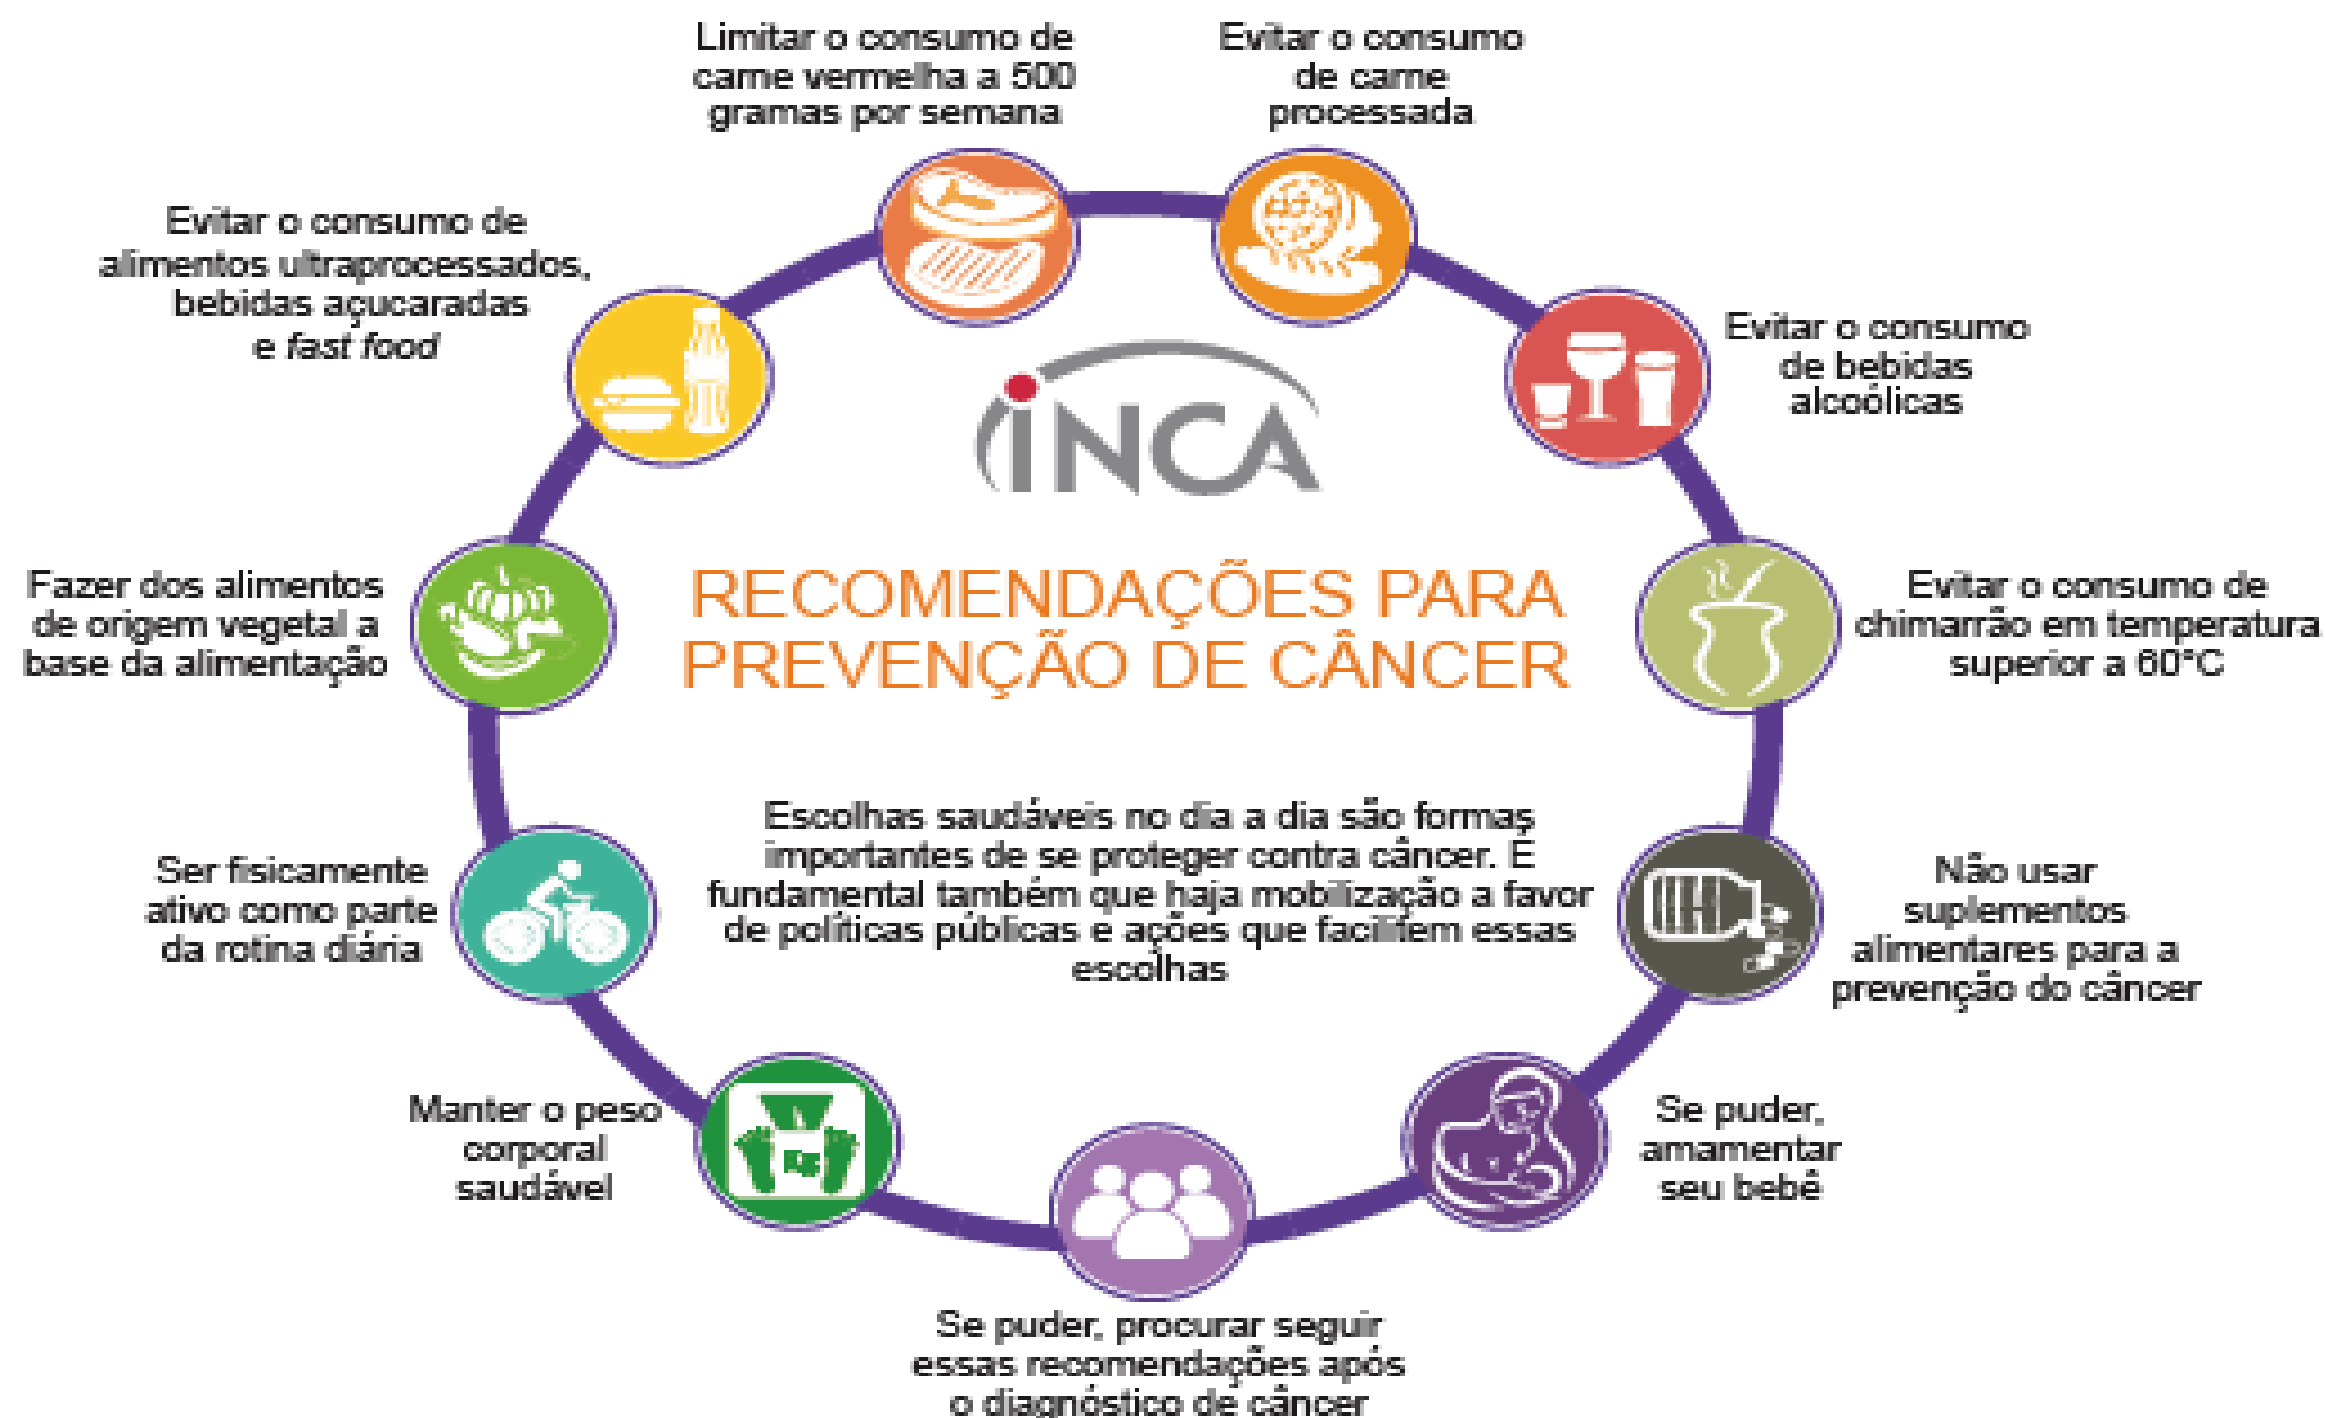 Limitar o consumo de
carne vermelha a 500
gramas por semana
Evitar o consumo
de carne
processada
Evitar o consumo de
alimentos ultraprocessados,
bebidas açucaradas
e fast food
Evitar o consumo
de bebidas
alcoólicas
INCA
Fazer dos alimentos
de origem vegetal a
base da alimentação
RECOMENDAÇÕES PARA
PREVENÇÃO DE CÂNCER
Evitar o consumo de
chimarrão em temperatura
superior a 60°C
Ser fisicamente
ativo como parte
da rotina diária
Escolhas saudáveis no dia a dia são formas
importantes de se proteger contra câncer. É
fundamental também que haja mobilização a favor
de políticas públicas e ações que facilitem essas
escolhas
Não usar
suplementos
alimentares para a
prevenção do câncer
Manter o peso
corporal
saudável
Se puder,
amamentar
seu bebê
Se puder, procurar seguir
essas recomendações após
o diagnóstico de câncer